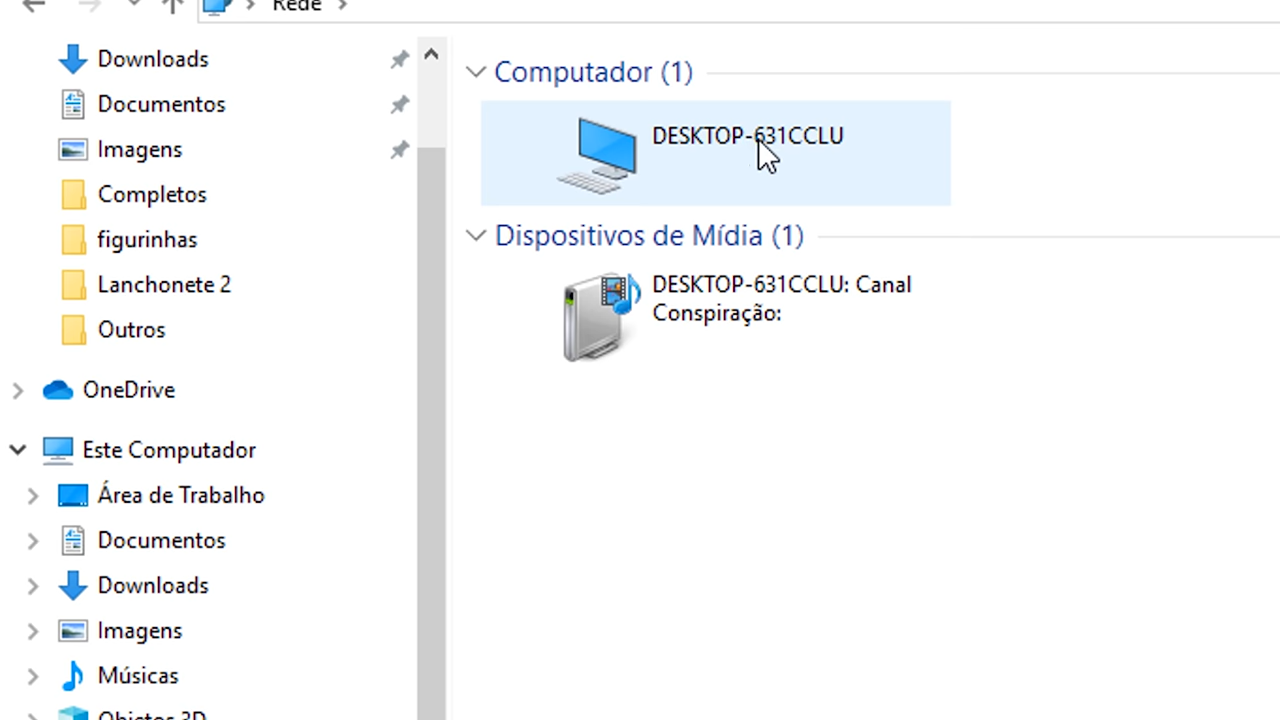 Rede
Downloads
Documentos
Imagens
Completos
figurinhas
Lanchonete 2
Outros
OneDrive
Este Computador
Área de Trabalho
Documentos
Downloads
Imagens
Músicas
Objetos 3D
Computador (1)
DESKTOP-631CCLU
Dispositivos de Mídia (1)
DESKTOP-631CCLU: Canal
Conspiração: